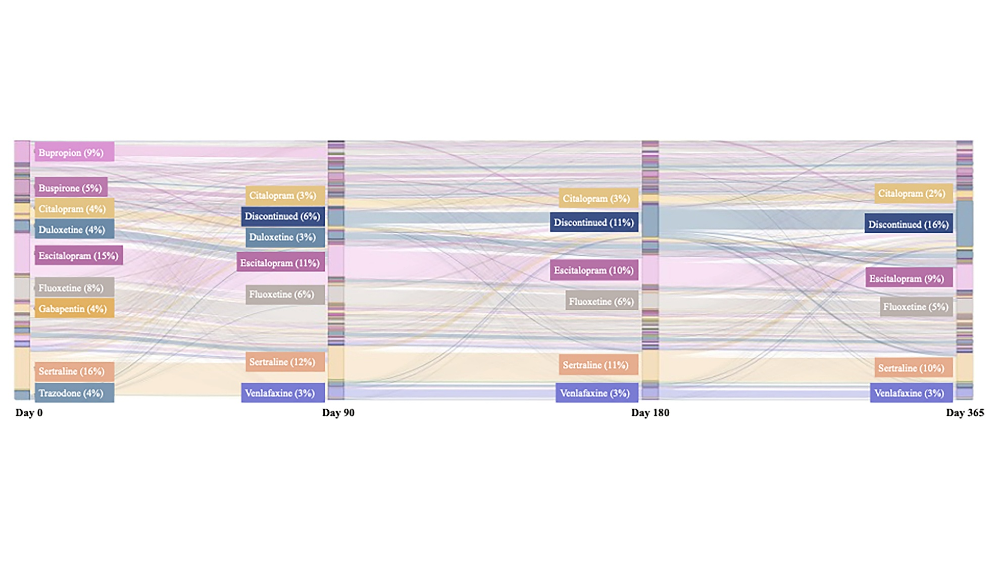 Bupropion (9%)
Buspirone (5%)
Citalopram (4%)
Duloxetine (4%)
Escitalopram (15%)
Fluoxetine (8%)
Gabapentin (4%)
Sertraline (16%)
Trazodone (4%)
Citalopram (3%)
Discontinued (6%)
Duloxetine (3%)
Escitalopram (11%)
Fluoxetine (6%)
Sertraline (12%)
Venlafaxine (3%)
Citalopram (3%)
Discontinued (11%)
Escitalopram (10%)
Fluoxetine (6%)
Sertraline (11%)
Venlafaxine (3%)
Citalopram (2%)
Discontinued (16%)
Escitalopram (9%)
Fluoxetine (5%)
Sertraline (10%)
Venlafaxine (3%)
Day 0
Day 90
Day 180
Day 365